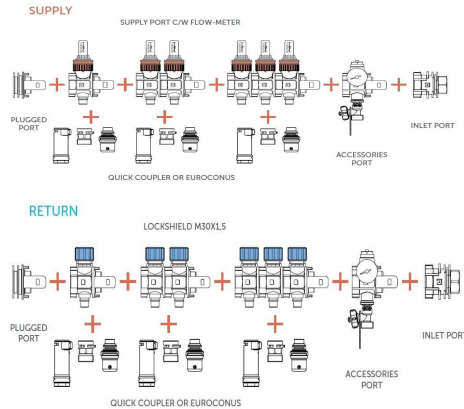 SUPPLY
SUPPLY PORT C/W FLOW-METER
PLUGGED
PORT
INLET PORT
ACCESSORIES
PORT
QUICK COUPLER OR EUROCONUS
RETURN
LOCKSHIELD M30X1,5
PLUGGED
PORT
INLET PORT
ACCESSORIES
PORT
QUICK COUPLER OR EUROCONUS